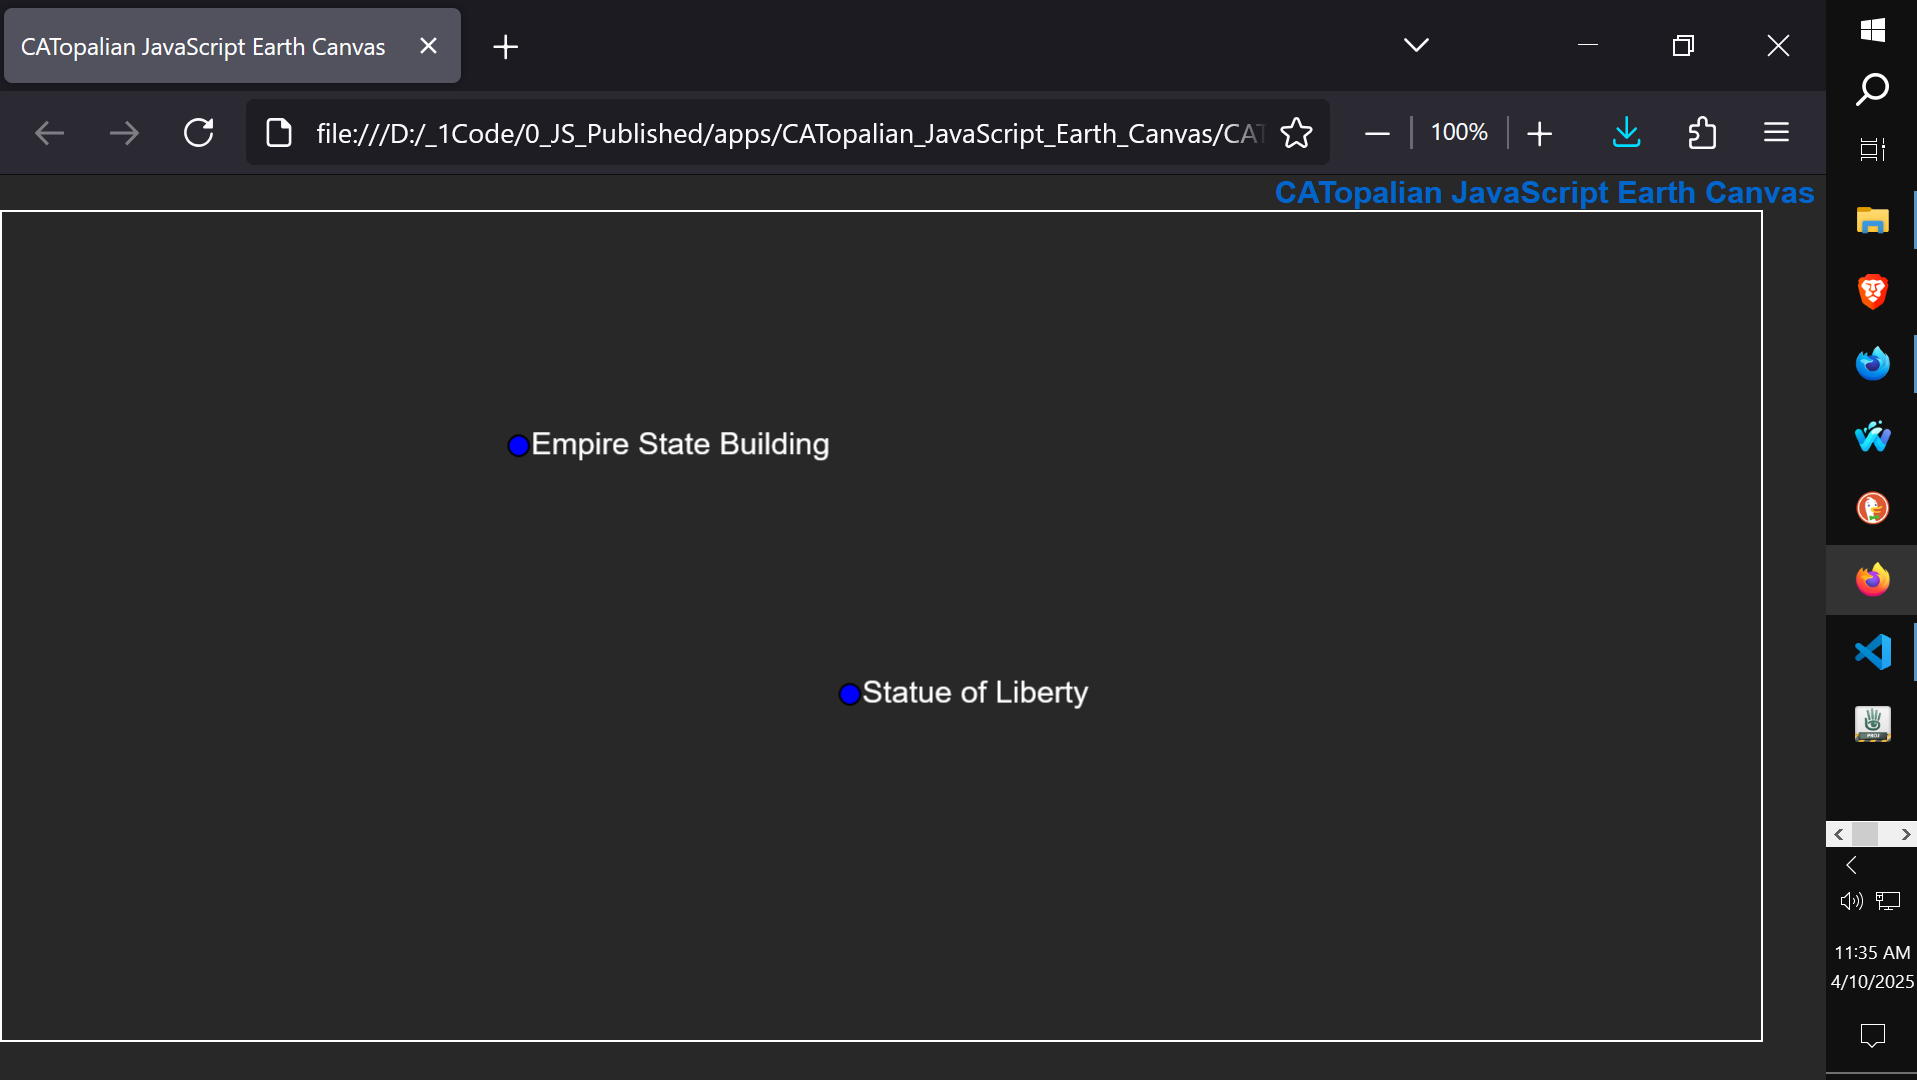 CATopalian JavaScript Earth Canvas
file:///D:/_1Code/0_JS_Published/apps/CATopalian_JavaScript_Earth_Canvas/CAT
100%
CATopalian JavaScript Earth Canvas
Empire State Building
Statue of Liberty
PROJ
11:35 AM
4/10/2025